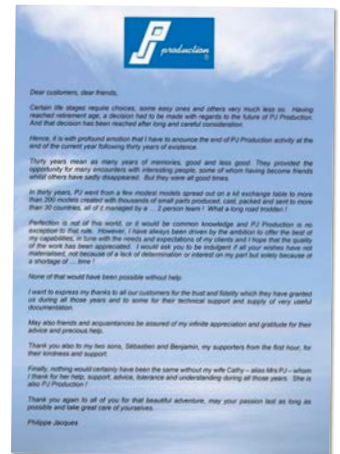 PJ production
Dear customers, dear friends,
Certain life stages require choices, some easy ones and others very much less so. Having
reached retirement age, a decision had to be made with regards to the future of PJ Production.
And that decision has been reached after long and careful consideration.
Hence, it is with profound emotion that I have to anounce the end of PJ Production activity at the
end of the current year following thirty years of existence.
Thirty years mean as many years of memories, good and less good. They provided the
opportunity for many encounters with interesting people, some of whom having become friends
whilst others have sadly disappeared. But they were all good times.
In thirty years, PJ went from a few modest models spread out on a kit exchange table to more
than 200 models created with thousands of small parts produced, cast, packed and sent to more
than 30 countries, all of it managed by a ... 2 person team ! What a long road trodden !
Perfection is not of this world, or it would be common knowledge and PJ Production is no
exception to that rule. However, I have always been driven by the ambition to offer the best of
my capabilities, in tune with the needs and expectations of my clients and I hope that the quality
of the work has been appreciated. I would ask you to be indulgent if all your wishes have not
materialised, not because of a lack of determination or interest on my part but solely because of
a shortage of .... time !
None of that would have been possible without help.
I want to express my thanks to all our customers for the trust and fidelity which they have granted
us during all those years and to some for their technical support and supply of very useful
documentation.
May also friends and acquaintances be assured of my infinite appreciation and gratitude for their
advice and precious help.
Thank you also to my two sons, Sébastien and Benjamin, my supporters from the first hour, for
their kindness and support.
Finally, nothing would certainly have been the same without my wife Cathy – alias Mrs PJ – whom
I thank for her help, support, advice, tolerance and understanding during all those years. She is
also PJ Production !
Thank you again to all of you for that beautiful adventure, may your passion last as long as
possible and take great care of yourselves.
Philippe Jacques